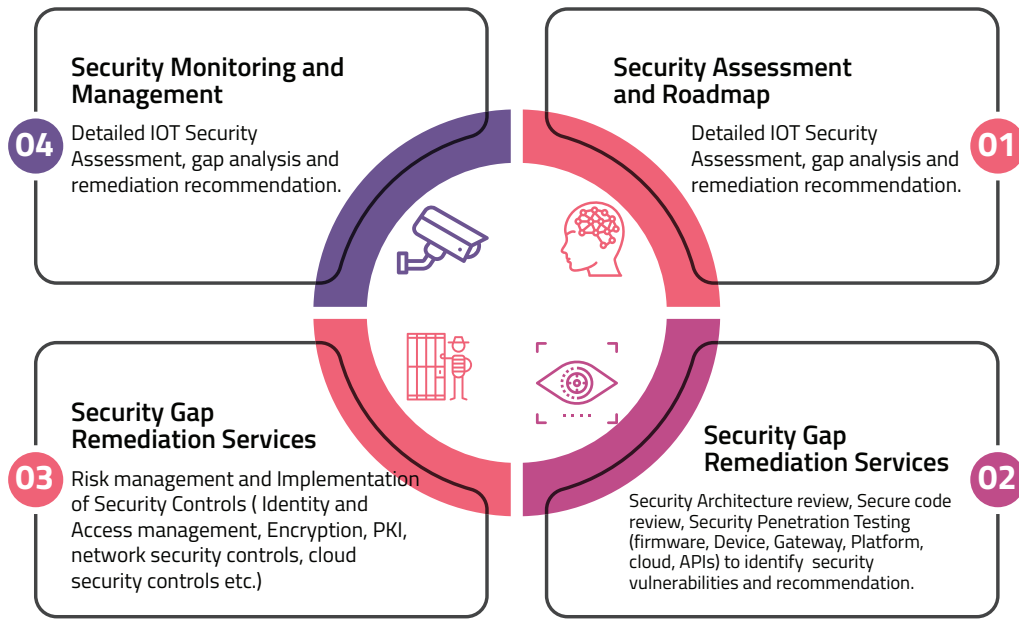 Security Monitoring and
Management
04
Detailed IOT Security
Assessment, gap analysis and
remediation recommendation.
Security Assessment
and Roadmap
Detailed IOT Security
Assessment, gap analysis and
remediation recommendation.
01
Security Gap
Remediation Services
03
Risk management and Implementation
of Security Controls ( Identity and
Access management, Encryption, PKI,
network security controls, cloud
security controls etc.)
Security Gap
Remediation Services
02
Security Architecture review, Secure code
review, Security Penetration Testing
(firmware, Device, Gateway, Platform,
cloud, APIs) to identify security
vulnerabilities and recommendation.